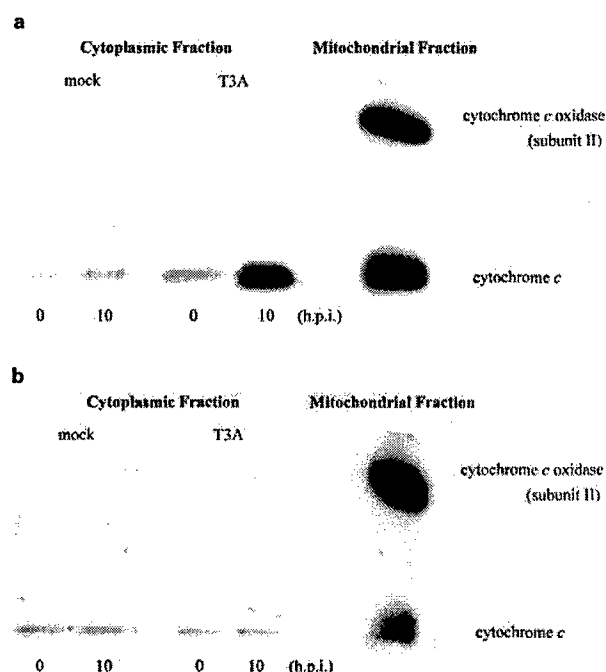 a
Cytoplasmic Fraction Mitochondrial Fraction
mock T3A
cytochrome c oxidase
(subunit II)
cytochrome c
0 10 0 10 (h.p.i.)
b
Cytoplasmic Fraction Mitochondrial Fraction
mock T3A
cytochrome c oxidase
(subunit II)
cytochrome c
0 10 0 10 (h.p.i.)